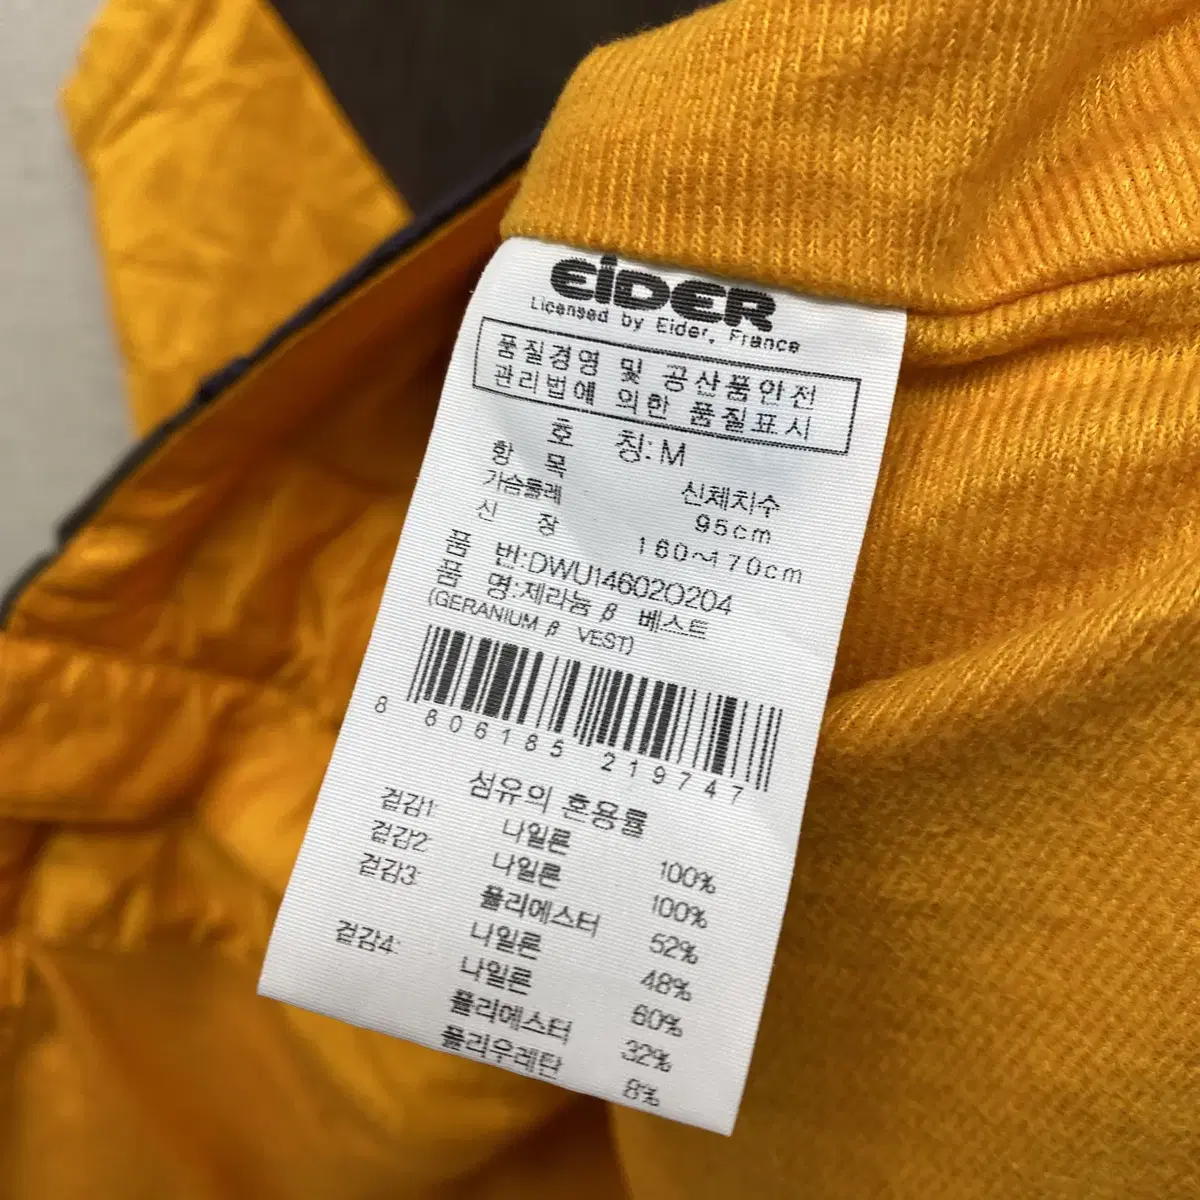 EiDER
Licensed by Eider, France
품질경영 및 공산품안전
관리법에 의한 품질표시
호 칭: M
항 목 신체치수
가슴둘레 95cm
신 장 160~170cm
품 번:DWU14602O204
품 명:제라늄 β 베스트
(GERANIUM β VEST)
8 806185 219747
섬유의 혼용률
겉감1: 나일론 100%
겉감2: 나일론 100%
겉감3: 폴리에스터 52%
나일론 48%
겉감4: 나일론 60%
폴리에스터 32%
폴리우레탄 8%